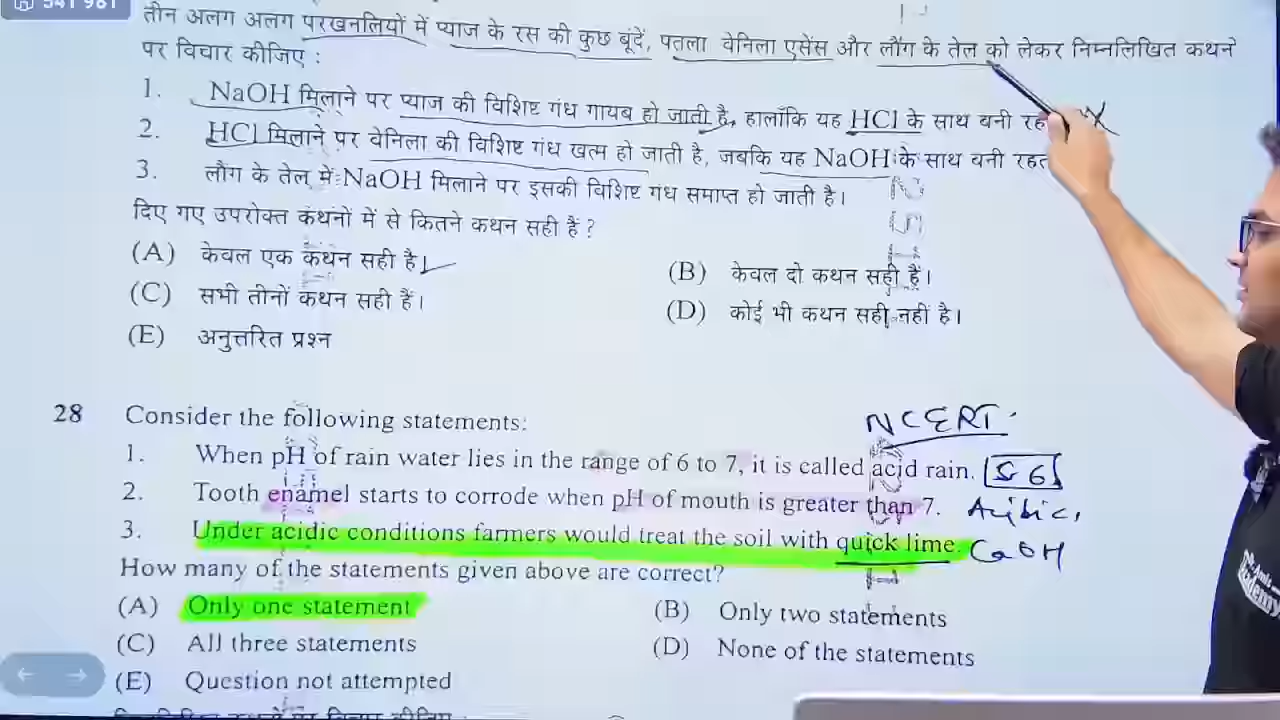 541 981
तीन अलग अलग परखनलियों में प्याज के रस की कुछ बूंदें, पतला वेनिला एसेंस और लौंग के तेल को लेकर निम्नलिखित कथनों
पर विचार कीजिए :
1. NaOH मिलाने पर प्याज की विशिष्ट गंध गायब हो जाती है, हालाँकि यह HCl के साथ बनी रह
2. HCl मिलाने पर वेनिला की विशिष्ट गंध खत्म हो जाती है, जबकि यह NaOH के साथ बनी रहत
3. लौंग के तेल में NaOH मिलाने पर इसकी विशिष्ट गंध समाप्त हो जाती है।
दिए गए उपरोक्त कथनों में से कितने कथन सही हैं ?
(A) केवल एक कथन सही है।
(B) केवल दो कथन सही हैं।
(C) सभी तीनों कथन सही हैं।
(D) कोई भी कथन सही नहीं है।
(E) अनुत्तरित प्रश्न
NCERT.
28 Consider the following statements:
1. When pH of rain water lies in the range of 6 to 7, it is called acid rain. 5 6
2. Tooth enamel starts to corrode when pH of mouth is greater than 7.
3. Under acidic conditions farmers would treat the soil with quick lime. CaOH
How many of the statements given above are correct?
(A) Only one statement
(B) Only two statements
(C) All three statements
(D) None of the statements
(E) Question not attempted